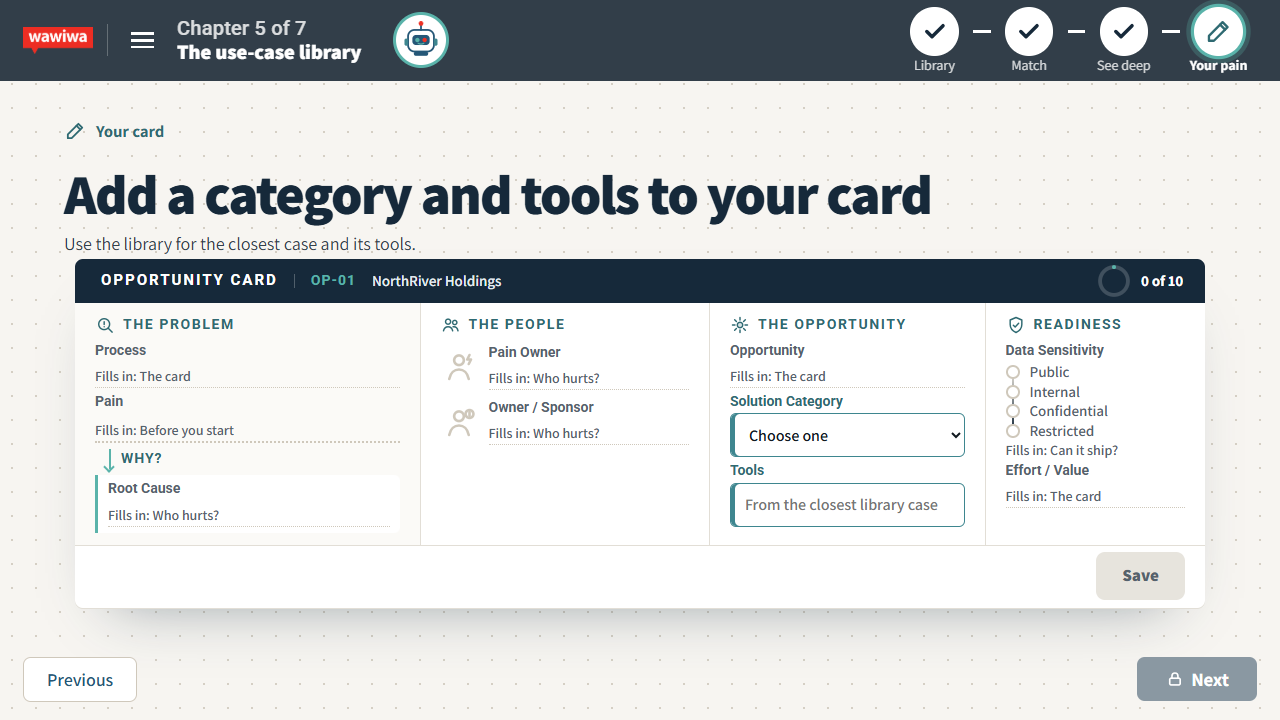 wawiwa
Chapter 5 of 7
The use-case library
Library
Match
See deep
Your pain
Your card
Add a category and tools to your card
Use the library for the closest case and its tools.
OPPORTUNITY CARD
OP-01
NorthRiver Holdings
0 of 10
THE PROBLEM
Process
Fills in: The card
Pain
Fills in: Before you start
WHY?
Root Cause
Fills in: Who hurts?
THE PEOPLE
Pain Owner
Fills in: Who hurts?
Owner / Sponsor
Fills in: Who hurts?
THE OPPORTUNITY
Opportunity
Fills in: The card
Solution Category
Choose one
Tools
From the closest library case
READINESS
Data Sensitivity
Public
Internal
Confidential
Restricted
Fills in: Can it ship?
Effort / Value
Fills in: The card
Save
Previous
Next